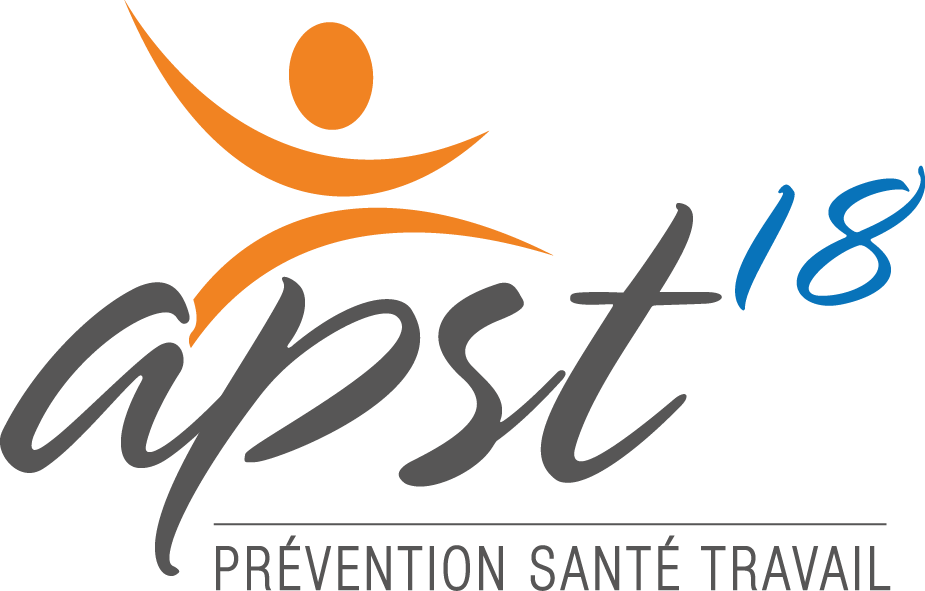 apst18
PRÉVENTION SANTÉ TRAVAIL